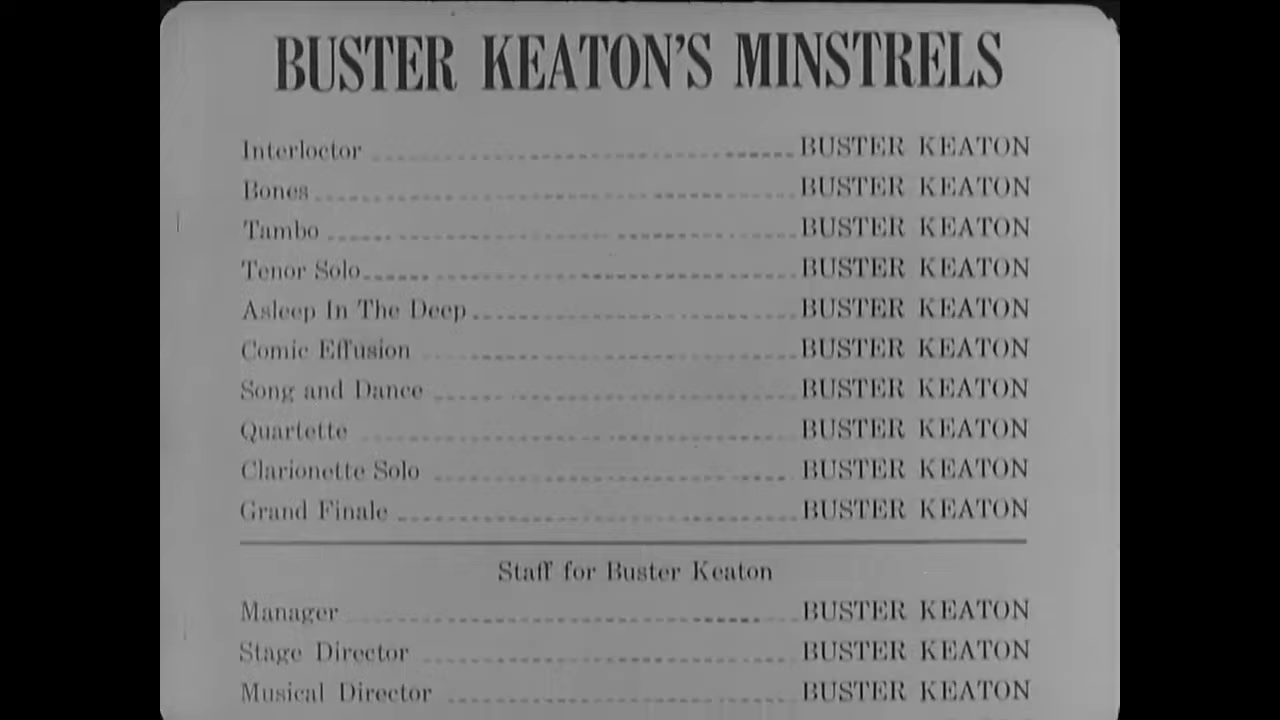 BUSTER KEATON'S MINSTRELS
Interloctor BUSTER KEATON
Bones BUSTER KEATON
Tambo BUSTER KEATON
Tenor Solo BUSTER KEATON
Asleep In The Deep BUSTER KEATON
Comic Effusion BUSTER KEATON
Song and Dance BUSTER KEATON
Quartette BUSTER KEATON
Clarionette Solo BUSTER KEATON
Grand Finale BUSTER KEATON
Staff for Buster Keaton
Manager BUSTER KEATON
Stage Director BUSTER KEATON
Musical Director BUSTER KEATON